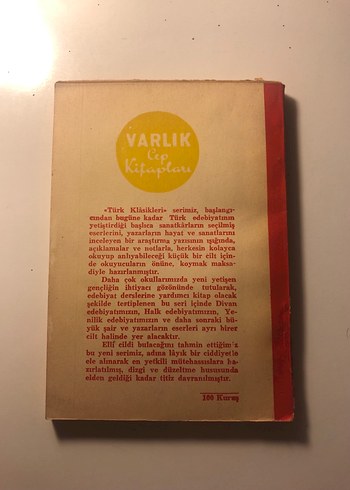 VARLIK
Cep
Kitapları
«Türk Klâsikleri» serimiz, başlangı-
cından bugüne kadar Türk edebiyatının
yetiştirdiği başlıca sanatkârların seçilmiş
eserlerini, yazarların hayat ve sanatlarını
inceleyen bir araştırma yazısının ışığında,
açıklamalar ve notlarla, herkesin kolayca
okuyup anlıyabileceği küçük bir cilt için-
de okuyucuların önüne, koymak maksa-
diyle hazırlanmıştır.
Daha çok okullarımızda yeni yetişen
gençliğin ihtiyacı gözönünde tutularak,
edebiyat derslerine yardımcı kitap olacak
şekilde tertiplenen bu seri içinde Divan
edebiyatımızın, Halk edebiyatımızın, Ye-
nilik edebiyatımızın ve daha sonraki bü-
yük şair ve yazarların eserleri ayrı birer
cilt halinde yer alacaktır.
Elli cildi bulacağını tahmin ettiğimiz
bu yeni serimiz, adına lâyık bir ciddiyetle
ele alınarak en yetkili mütehassıslara ha-
zırlatılmış, dizgi ve düzeltme hususunda
elden geldiği kadar titiz davranılmıştır.
100 Kuruş